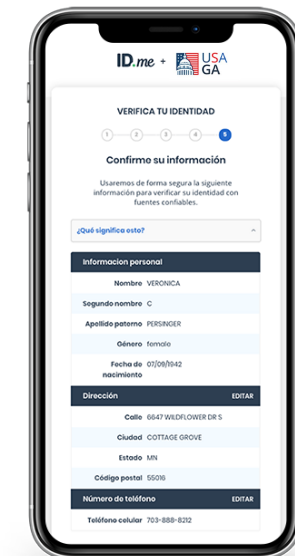 ID.me + USA
GA
VERIFICA TU IDENTIDAD
1 2 3 4 5
Confirme su información
Usaremos de forma segura la siguiente
información para verificar su identidad con
fuentes confiables.
¿Qué significa esto?
Informacion personal
Nombre VERONICA
Segundo nombre C
Apellido paterno PERSINGER
Género female
Fecha de
nacimiento 07/09/1942
Dirección EDITAR
Calle 6647 WILDFLOWER DR S
Ciudad COTTAGE GROVE
Estado MN
Código postal 55016
Número de teléfono EDITAR
Teléfono celular 703-888-8212